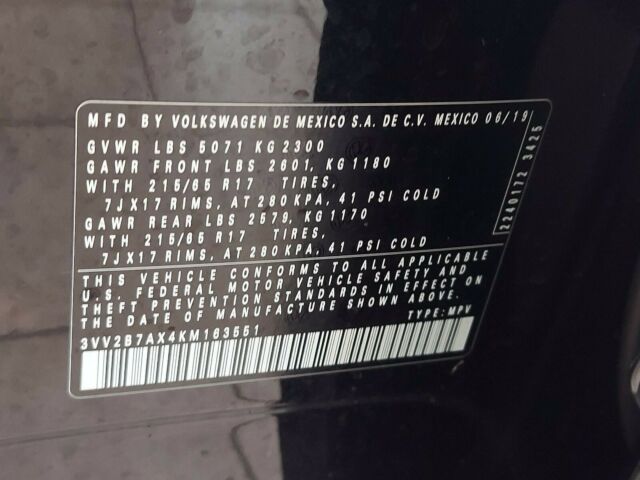 MFD BY VOLKSWAGEN DE MEXICO S.A. DE C.V. MEXICO 06/19
GVWR LBS 5071 KG 2300
GAWR FRONT LBS 2601, KG 1180
WITH 215/65 R17 TIRES,
7JX17 RIMS, AT 280KPA, 41 PSI COLD
GAWR REAR LBS 2579, KG 1170
WITH 215/65 R17 TIRES,
7JX17 RIMS, AT 280KPA, 41 PSI COLD
THIS VEHICLE CONFORMS TO ALL APPLICABLE
U.S. FEDERAL MOTOR VEHICLE SAFETY AND
THEFT PREVENTION STANDARDS IN EFFECT ON
THE DATE OF MANUFACTURE SHOWN ABOVE.
3VV2B7AX4KM163551 TYPE: MPV
2240172 3425